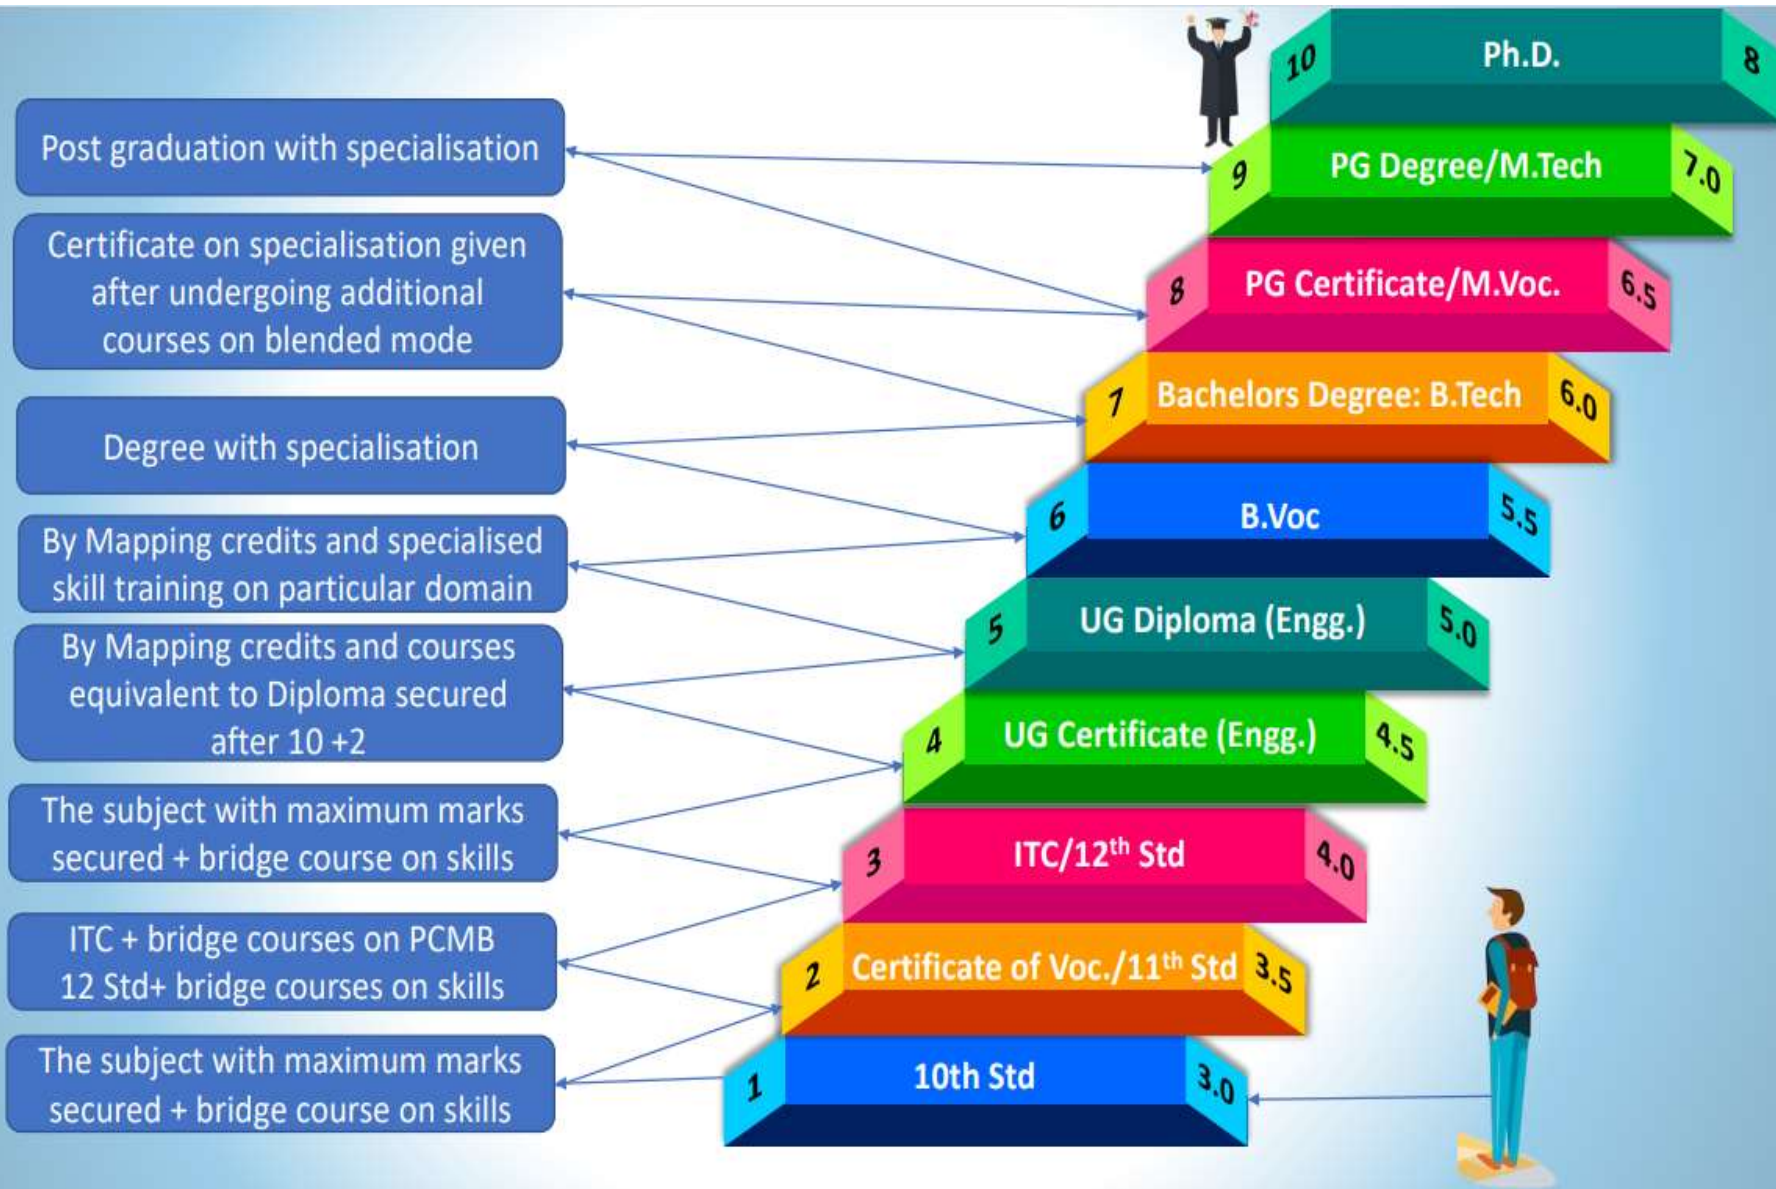 Post graduation with specialisation
Certificate on specialisation given
after undergoing additional
courses on blended mode
Degree with specialisation
By Mapping credits and specialised
skill training on particular domain
By Mapping credits and courses
equivalent to Diploma secured
after 10 +2
The subject with maximum marks
secured + bridge course on skills
ITC + bridge courses on PCMB
12 Std+ bridge courses on skills
The subject with maximum marks
secured + bridge course on skills
10 Ph.D. 8
9 PG Degree/M.Tech 7.0
8 PG Certificate/M.Voc. 6.5
7 Bachelors Degree: B.Tech 6.0
6 B.Voc 5.5
5 UG Diploma (Engg.) 5.0
4 UG Certificate (Engg.) 4.5
3 ITC/12th Std 4.0
2 Certificate of Voc./11th Std 3.5
1 10th Std 3.0